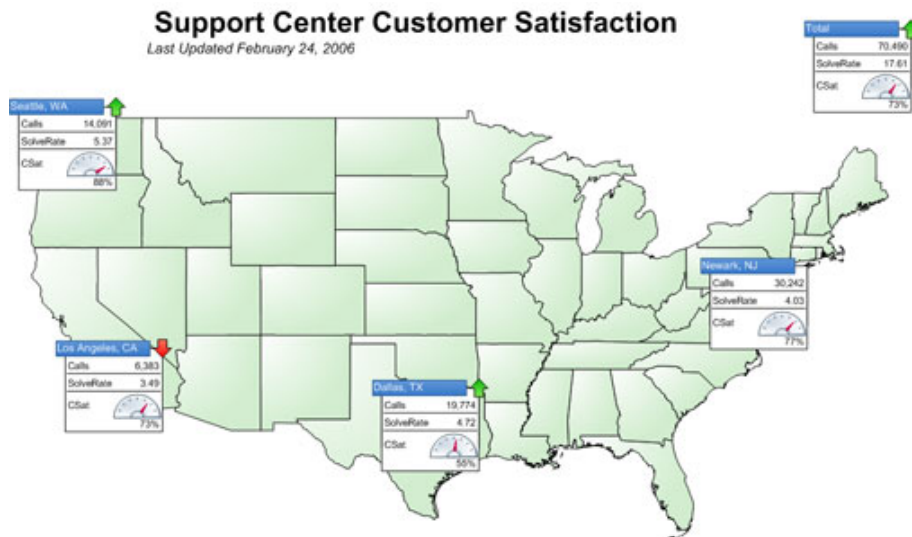 Support Center Customer Satisfaction
Last Updated February 24, 2006
Total
Calls 70,490
SolveRate 17.61
CSat
73%
Seattle, WA
Calls 14,091
SolveRate 5.37
CSat
88%
Newark, NJ
Calls 30,242
SolveRate 4.03
CSat
77%
Los Angeles, CA
Calls 6,383
SolveRate 3.49
CSat
73%
Dallas, TX
Calls 19,774
SolveRate 4.72
CSat
55%